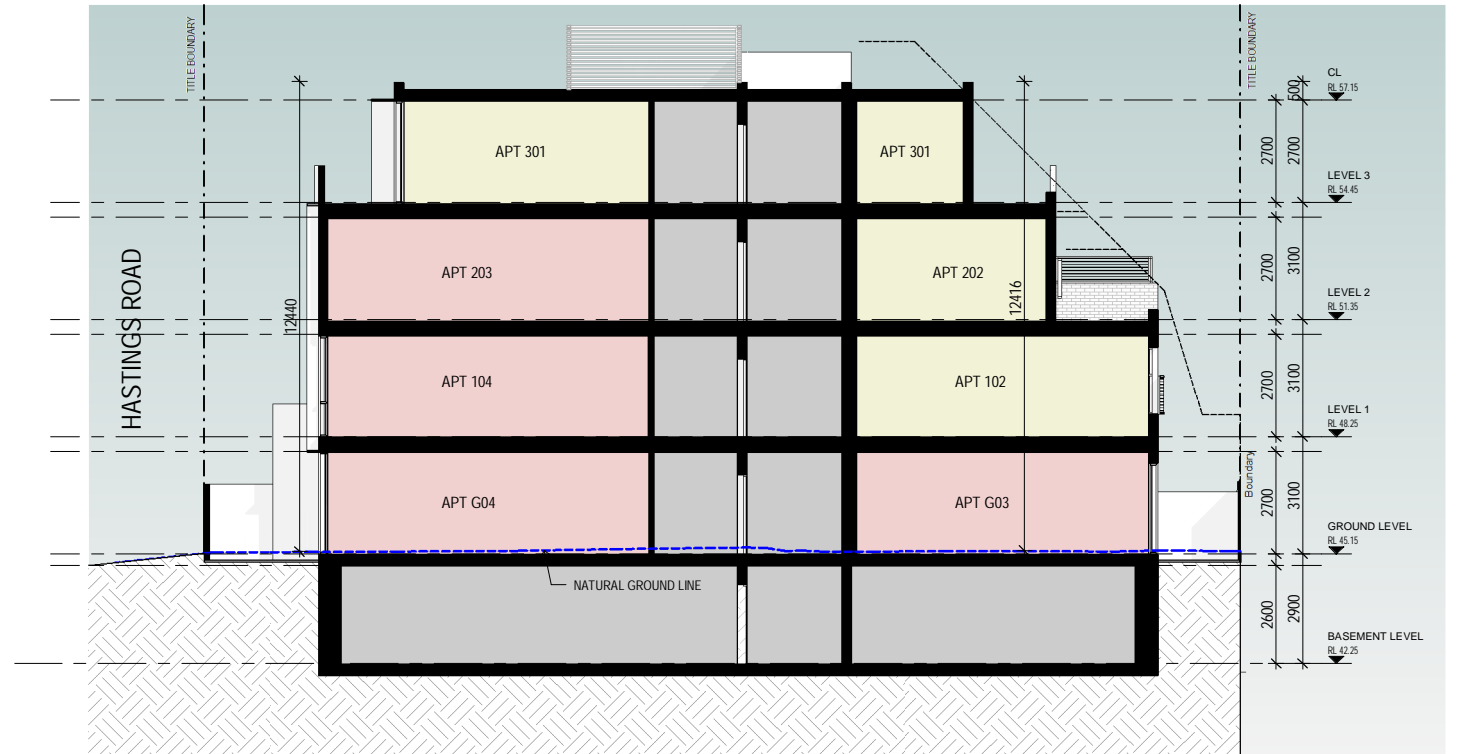 TITLE BOUNDARY
TITLE BOUNDARY
HASTINGS ROAD
APT 301
APT 301
APT 203
APT 202
APT 104
APT 102
APT G04
APT G03
12440
12416
NATURAL GROUND LINE
Boundary
500
2700
2700
2700
3100
2700
3100
2700
3100
2600
2900
CL
RL 57.15
LEVEL 3
RL 54.45
LEVEL 2
RL 51.35
LEVEL 1
RL 48.25
GROUND LEVEL
RL 45.15
BASEMENT LEVEL
RL 42.25